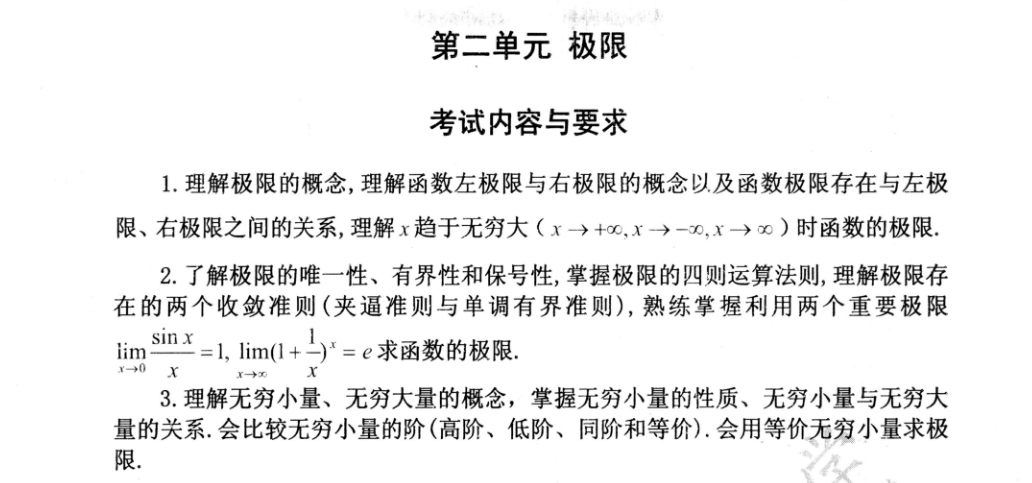 第二单元 极限
考试内容与要求
1. 理解极限的概念, 理解函数左极限与右极限的概念以及函数极限存在与左极
限、右极限之间的关系, 理解 x 趋于无穷大 ( x → +∞, x → −∞, x → ∞ ) 时函数的极限.
2. 了解极限的唯一性、有界性和保号性, 掌握极限的四则运算法则, 理解极限存
在的两个收敛准则(夹逼准则与单调有界准则), 熟练掌握利用两个重要极限
lim_{x→0} \frac{sin x}{x} = 1, lim_{x→∞} (1 + \frac{1}{x})^x = e 求函数的极限.
3. 理解无穷小量、无穷大量的概念，掌握无穷小量的性质、无穷小量与无穷大
量的关系. 会比较无穷小量的阶(高阶、低阶、同阶和等价). 会用等价无穷小量求极
限.